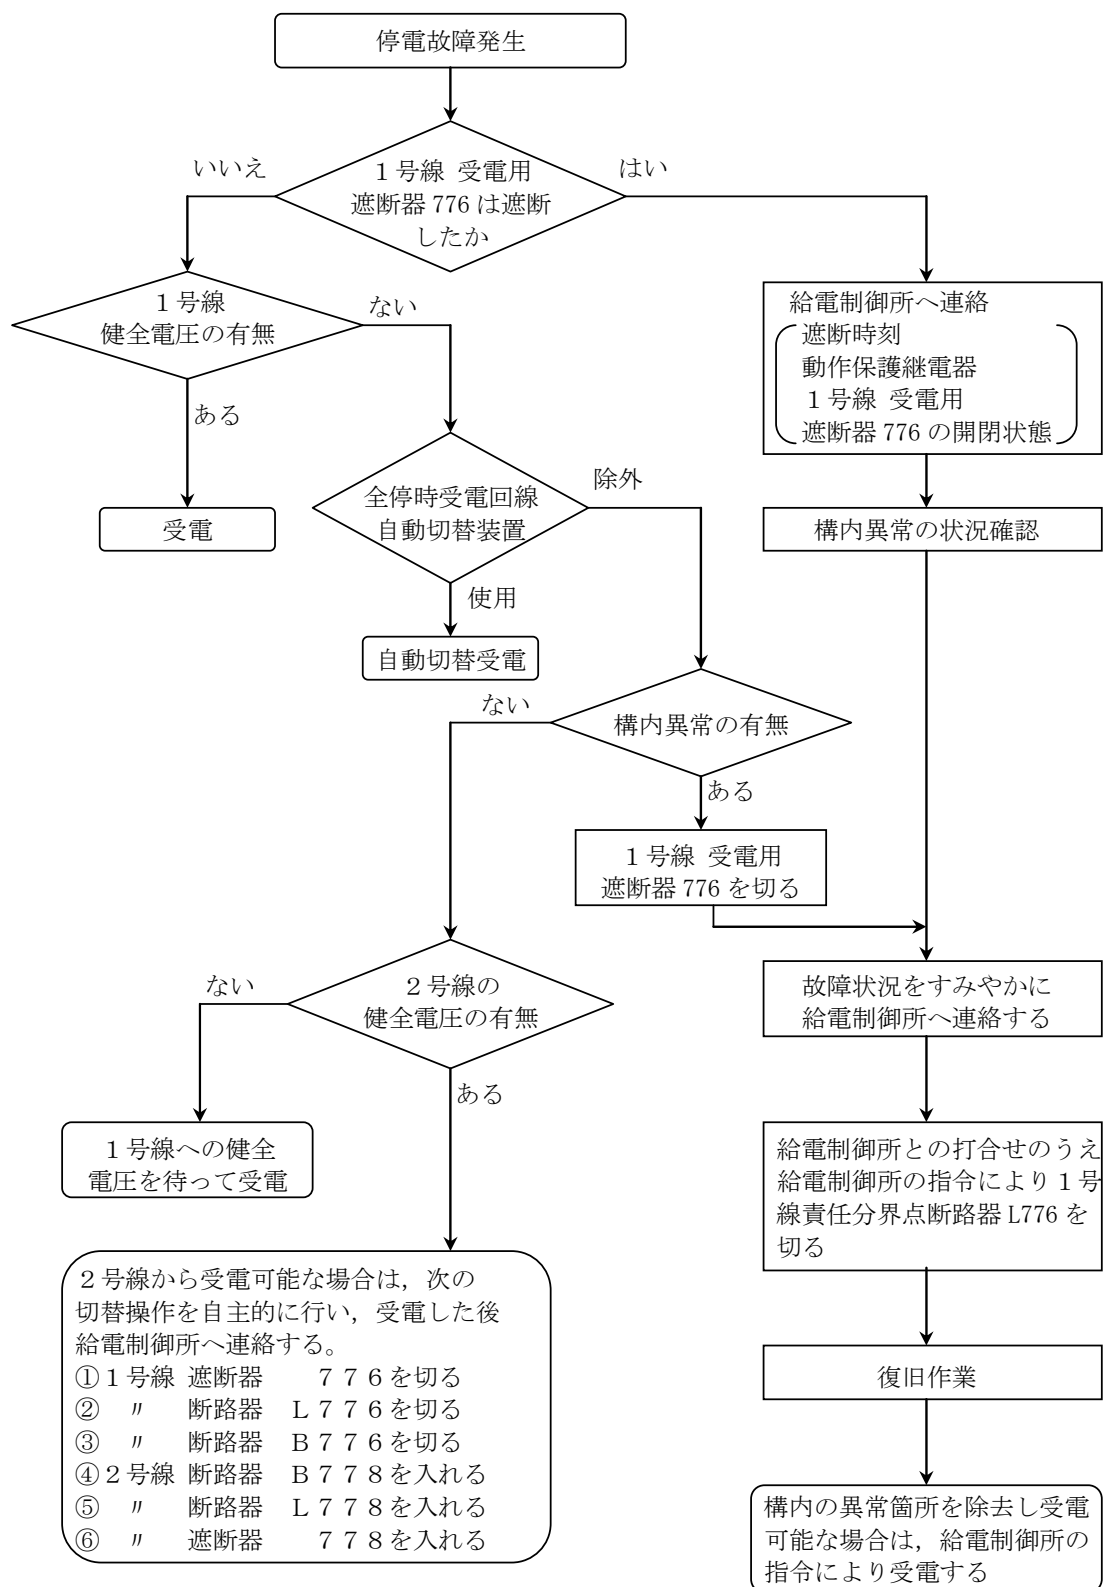 停電故障発生
いいえ
１号線 受電用
遮断器 776 は遮断
したか
はい
１号線
健全電圧の有無
ない
ある
受電
給電制御所へ連絡
遮断時刻
動作保護継電器
１号線 受電用
遮断器 776 の開閉状態
全停時受電回線
自動切替装置
除外
使用
自動切替受電
構内異常の状況確認
ない
構内異常の有無
ある
１号線 受電用
遮断器 776 を切る
ない
２号線の
健全電圧の有無
ある
故障状況をすみやかに
給電制御所へ連絡する
１号線への健全
電圧を待って受電
給電制御所との打合せのうえ
給電制御所の指令により１号
線責任分界点断路器 L776 を
切る
２号線から受電可能な場合は，次の
切替操作を自主的に行い，受電した後
給電制御所へ連絡する。
①１号線 遮断器 ７７６を切る
② 〃 断路器 Ｌ７７６を切る
③ 〃 断路器 Ｂ７７６を切る
④２号線 断路器 Ｂ７７８を入れる
⑤ 〃 断路器 Ｌ７７８を入れる
⑥ 〃 遮断器 ７７８を入れる
復旧作業
構内の異常箇所を除去し受電
可能な場合は，給電制御所の
指令により受電する